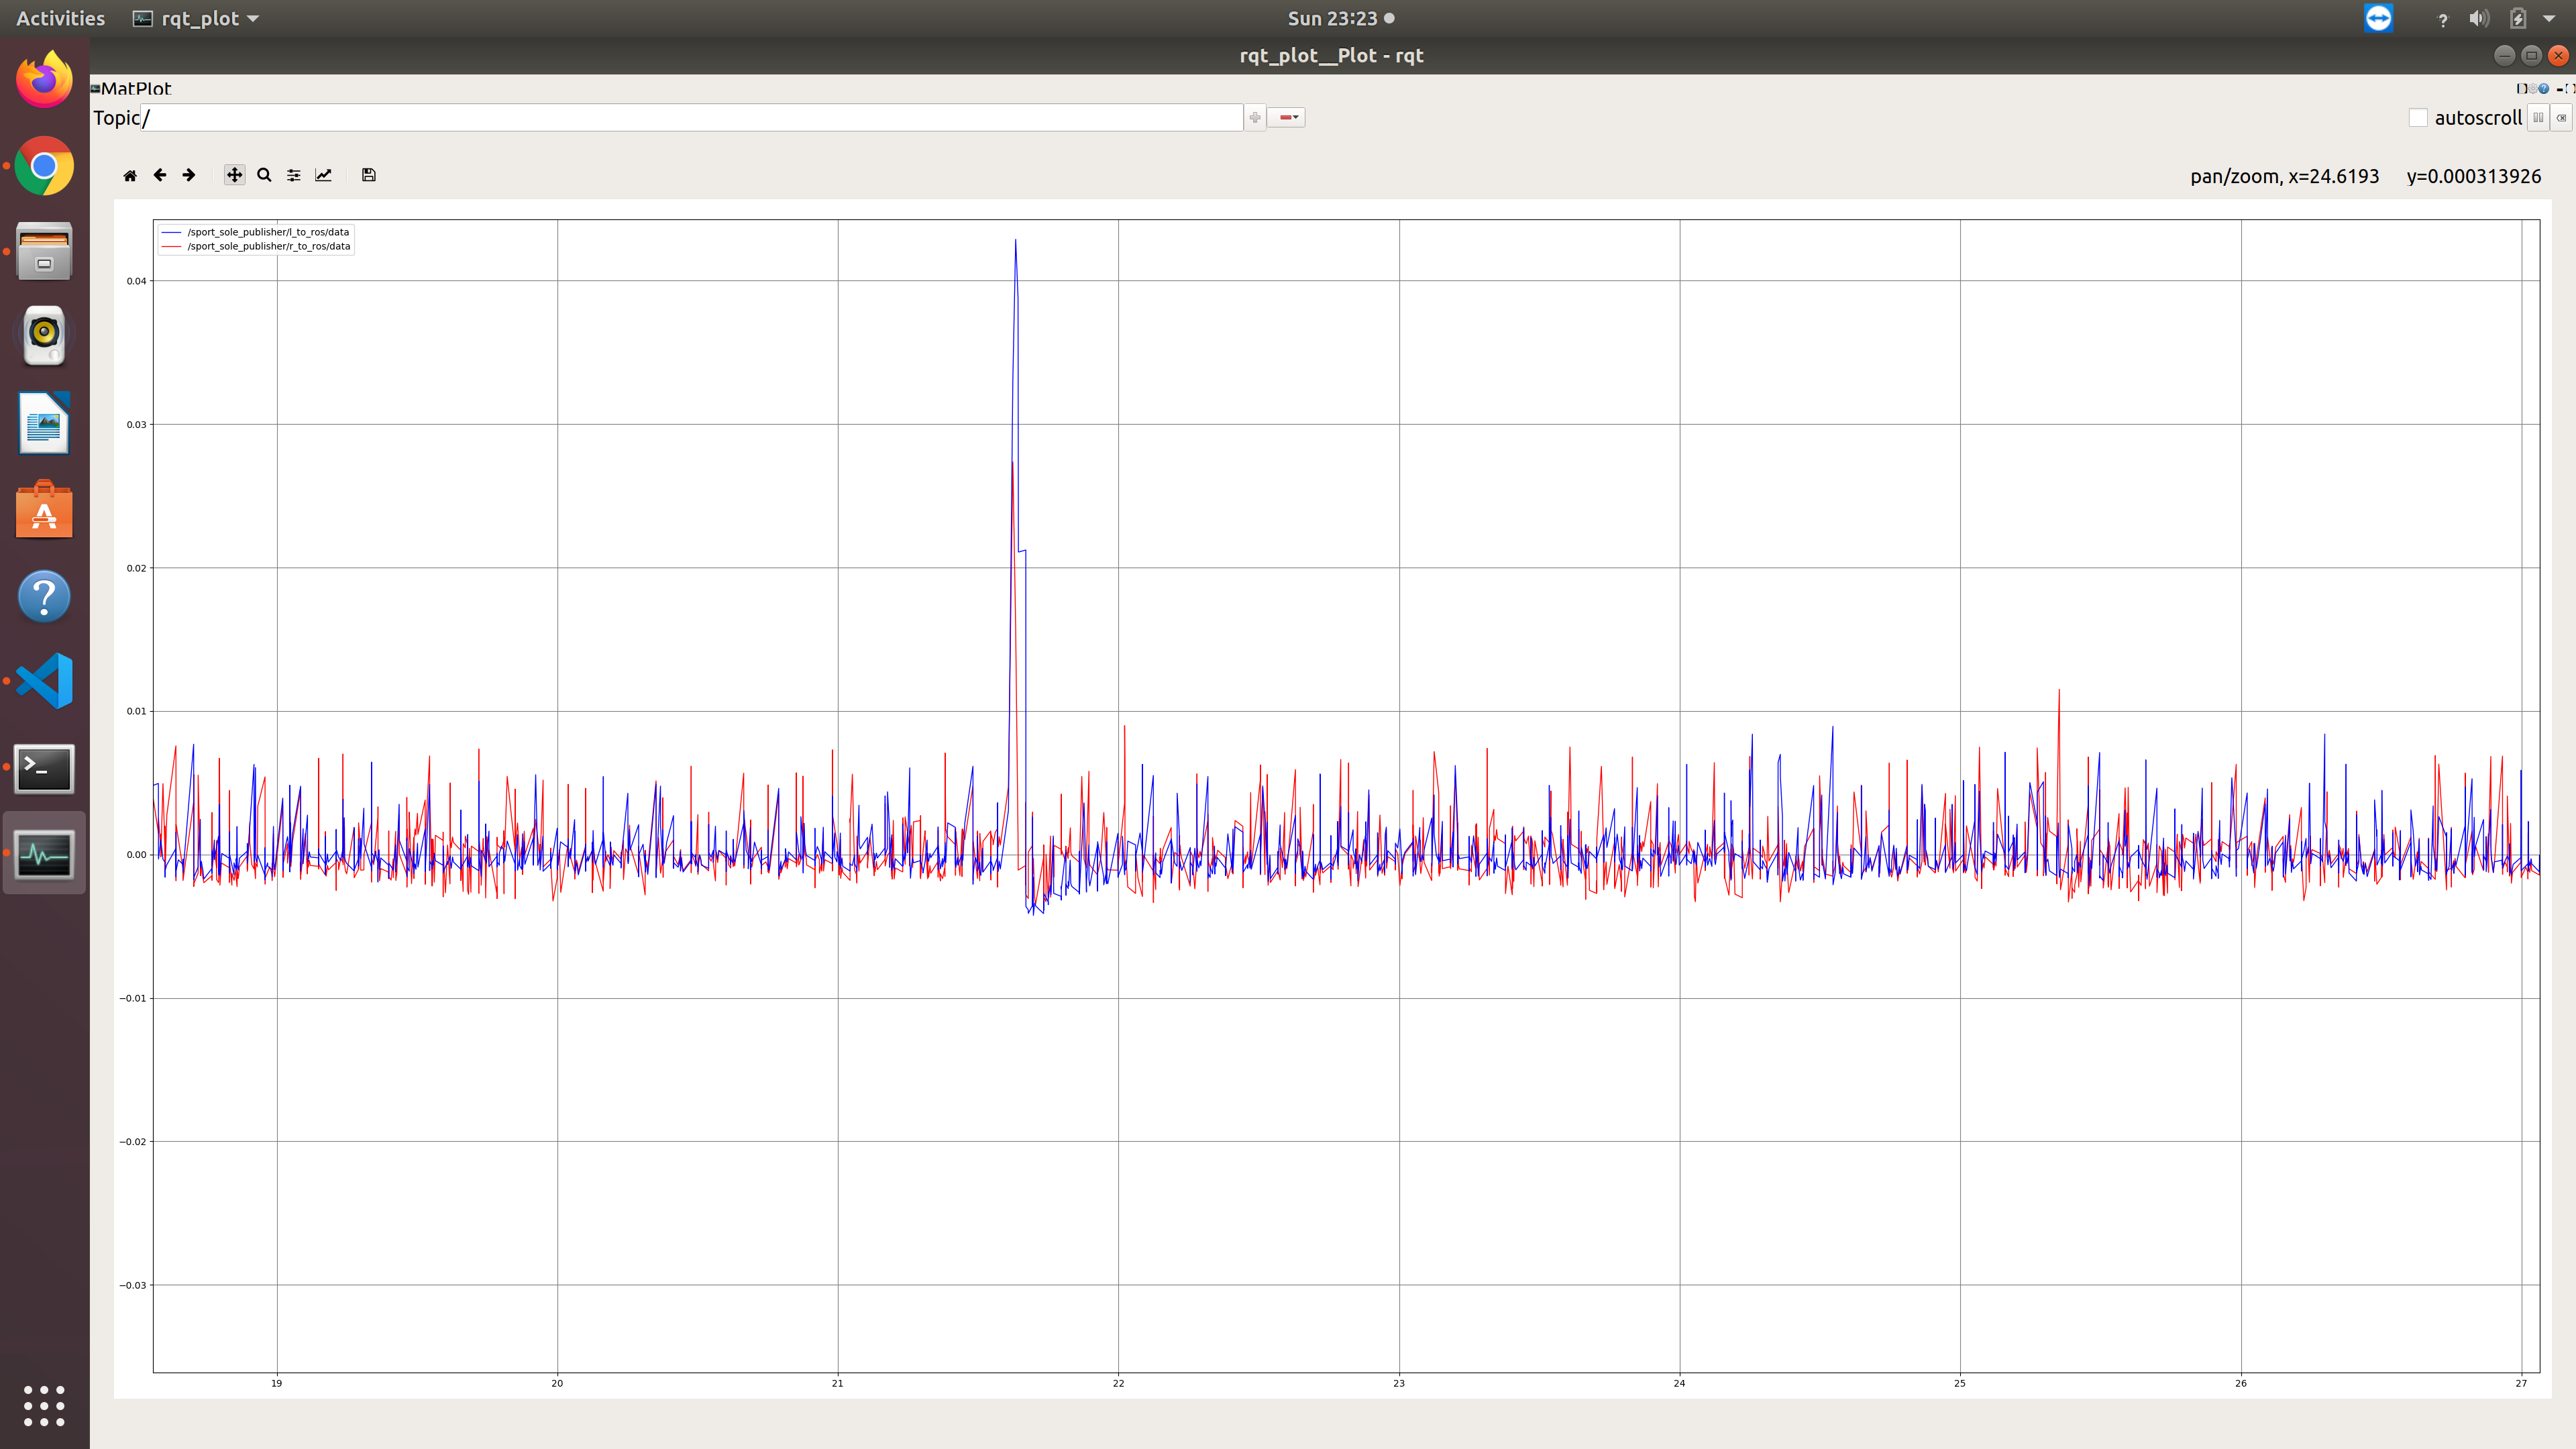 Activities rqt_plot Sun 23:23
rqt_plot__Plot - rqt
MatPlot
Topic / autoscroll
pan/zoom, x=24.6193 y=0.000313926
/sport_sole_publisher/l_to_ros/data
/sport_sole_publisher/r_to_ros/data
0.04
0.03
0.02
0.01
0.00
−0.01
−0.02
−0.03
19 20 21 22 23 24 25 26 27